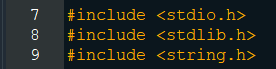 7 #include <stdio.h>
8 #include <stdlib.h>
9 #include <string.h>